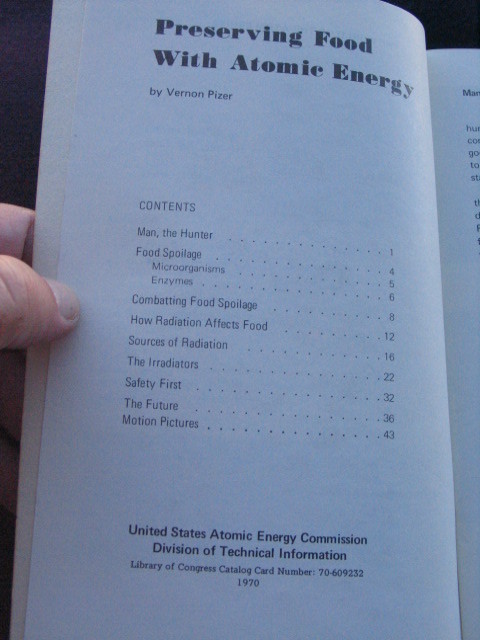 Preserving Food
With Atomic Energy
by Vernon Pizer
CONTENTS
Man, the Hunter . . . . . . . . . . . . . . 1
Food Spoilage . . . . . . . . . . . . . . . 4
Microorganisms . . . . . . . . . . . . . . 5
Enzymes . . . . . . . . . . . . . . . . . 6
Combatting Food Spoilage . . . . . . . . . . 8
How Radiation Affects Food . . . . . . . . . 12
Sources of Radiation . . . . . . . . . . . . 16
The Irradiators . . . . . . . . . . . . . . 22
Safety First . . . . . . . . . . . . . . . 32
The Future . . . . . . . . . . . . . . . . 36
Motion Pictures . . . . . . . . . . . . . . 43
United States Atomic Energy Commission
Division of Technical Information
Library of Congress Catalog Card Number: 70-609232
1970